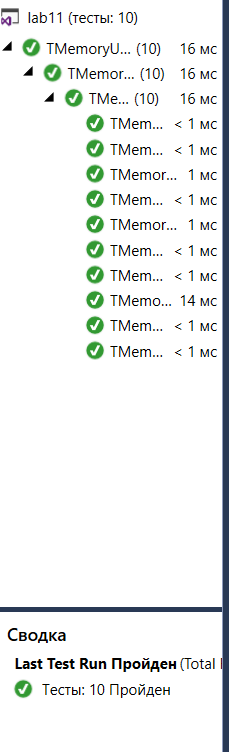 lab11 (тесты: 10)
TMemoryU... (10) 16 мс
TMemor... (10) 16 мс
TMe... (10) 16 мс
TMem... < 1 мс
TMem... < 1 мс
TMemor... 1 мс
TMem... < 1 мс
TMemor... 1 мс
TMem... < 1 мс
TMem... < 1 мс
TMemo... 14 мс
TMem... < 1 мс
TMem... < 1 мс
Сводка
Last Test Run Пройден (Total
Тесты: 10 Пройден